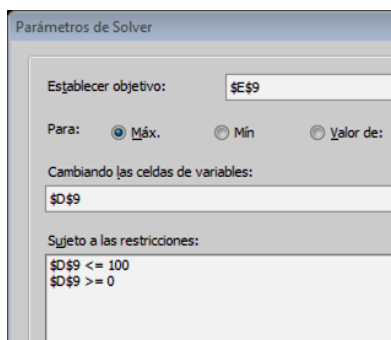 Parámetros de Solver
Establecer objetivo: $E$9
Para: Máx. Mín Valor de:
Cambiando las celdas de variables:
$D$9
Sujeto a las restricciones:
$D$9 <= 100
$D$9 >= 0